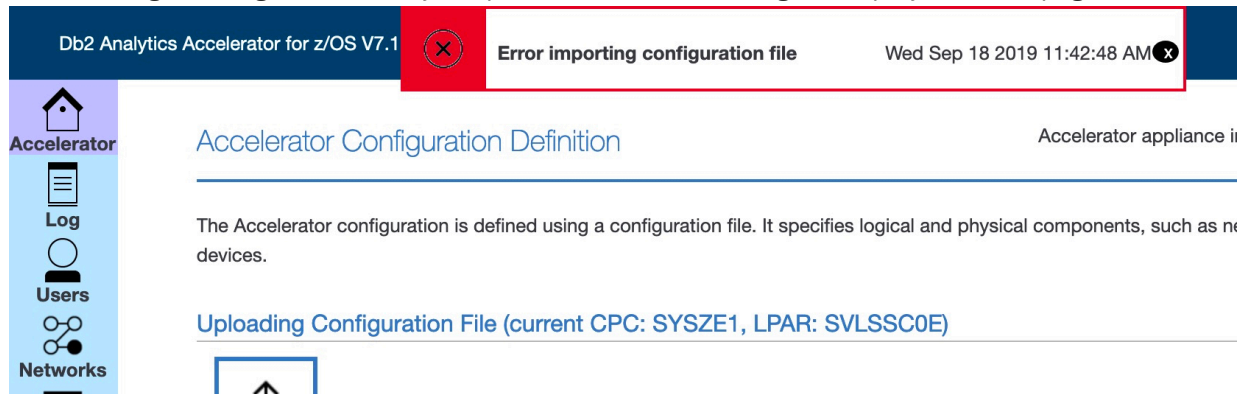 Db2 Analytics Accelerator for z/OS V7.1
Error importing configuration file
Wed Sep 18 2019 11:42:48 AM
x
Accelerator
Log
Users
Networks
Accelerator Configuration Definition
Accelerator appliance
The Accelerator configuration is defined using a configuration file. It specifies logical and physical components, such as
devices.
Uploading Configuration File (current CPC: SYSZE1, LPAR: SVLSSC0E)